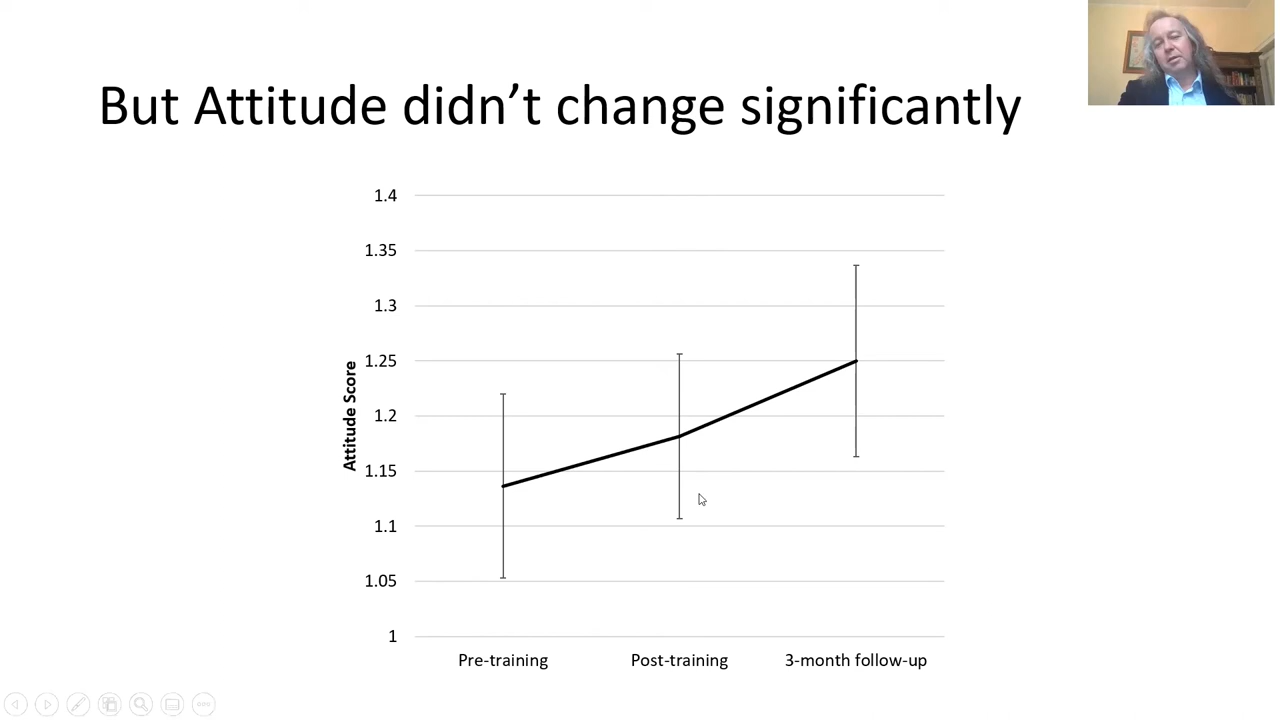 But Attitude didn’t change significantly
1.4
1.35
1.3
1.25
1.2
1.15
1.1
1.05
1
Attitude Score
Pre-training
Post-training
3-month follow-up